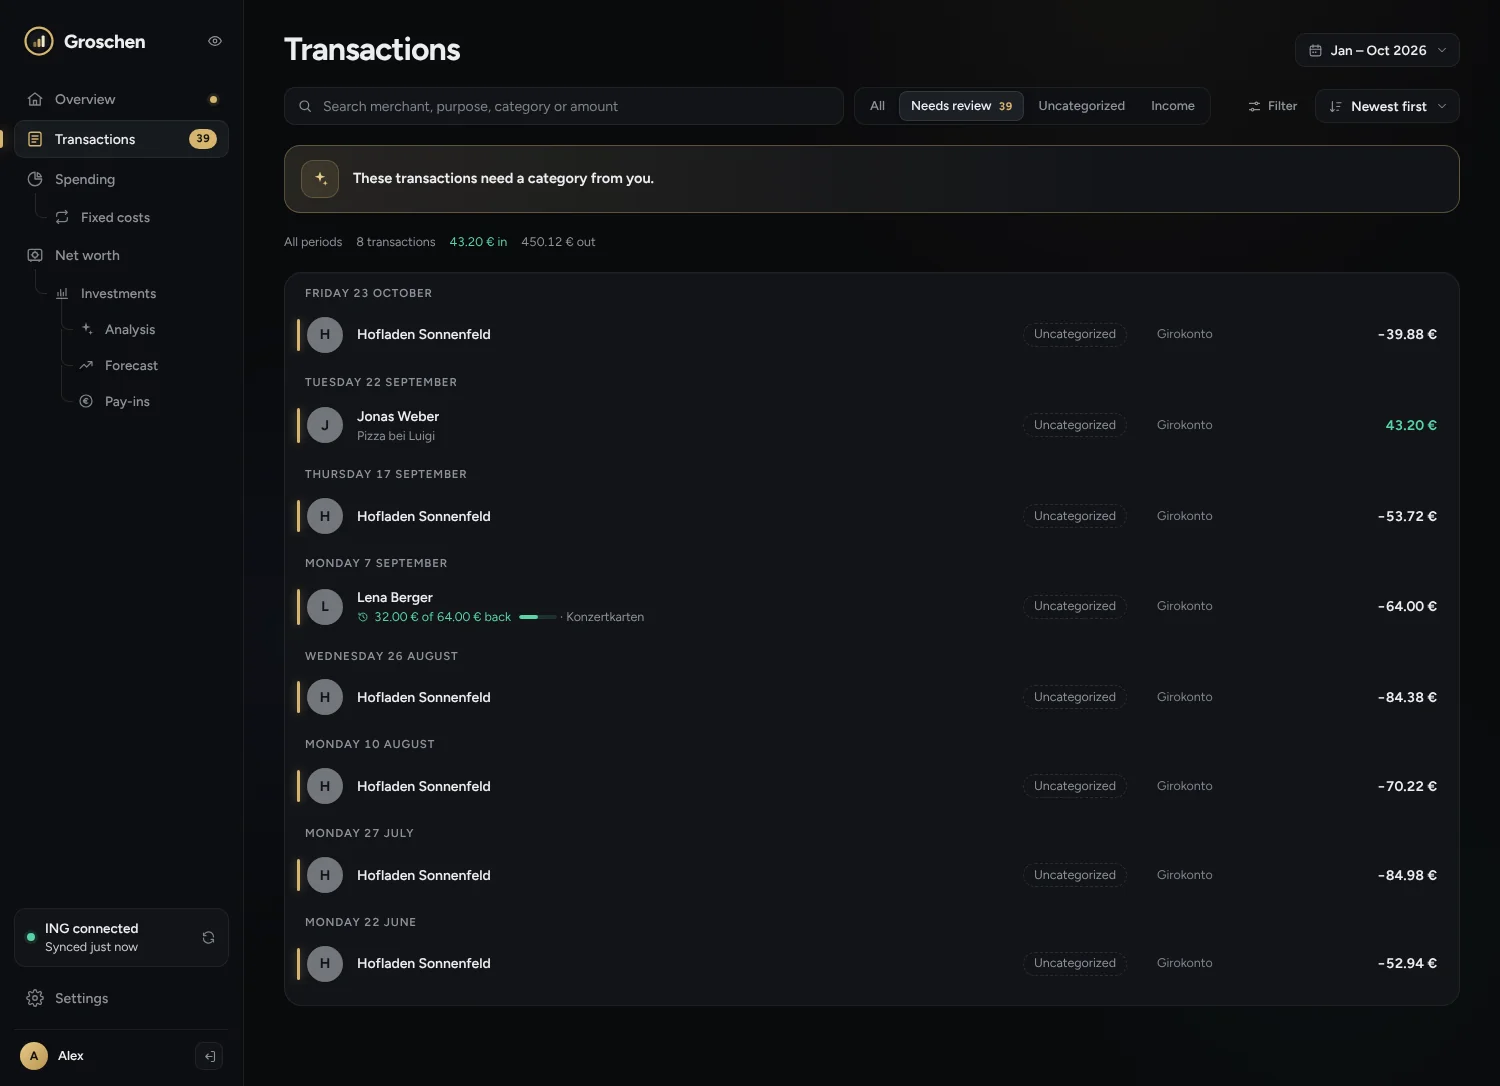 Groschen
Overview
Transactions 39
Spending
Fixed costs
Net worth
Investments
Analysis
Forecast
Pay-ins
ING connected
Synced just now
Settings
A Alex
Transactions
Jan – Oct 2026
Search merchant, purpose, category or amount
All Needs review 39 Uncategorized Income
Filter
Newest first
These transactions need a category from you.
All periods 8 transactions 43.20 € in 450.12 € out
FRIDAY 23 OCTOBER
H Hofladen Sonnenfeld Uncategorized Girokonto -39.88 €
TUESDAY 22 SEPTEMBER
J Jonas Weber Uncategorized Girokonto 43.20 €
Pizza bei Luigi
THURSDAY 17 SEPTEMBER
H Hofladen Sonnenfeld Uncategorized Girokonto -53.72 €
MONDAY 7 SEPTEMBER
L Lena Berger Uncategorized Girokonto -64.00 €
32.00 € of 64.00 € back · Konzertkarten
WEDNESDAY 26 AUGUST
H Hofladen Sonnenfeld Uncategorized Girokonto -84.38 €
MONDAY 10 AUGUST
H Hofladen Sonnenfeld Uncategorized Girokonto -70.22 €
MONDAY 27 JULY
H Hofladen Sonnenfeld Uncategorized Girokonto -84.98 €
MONDAY 22 JUNE
H Hofladen Sonnenfeld Uncategorized Girokonto -52.94 €